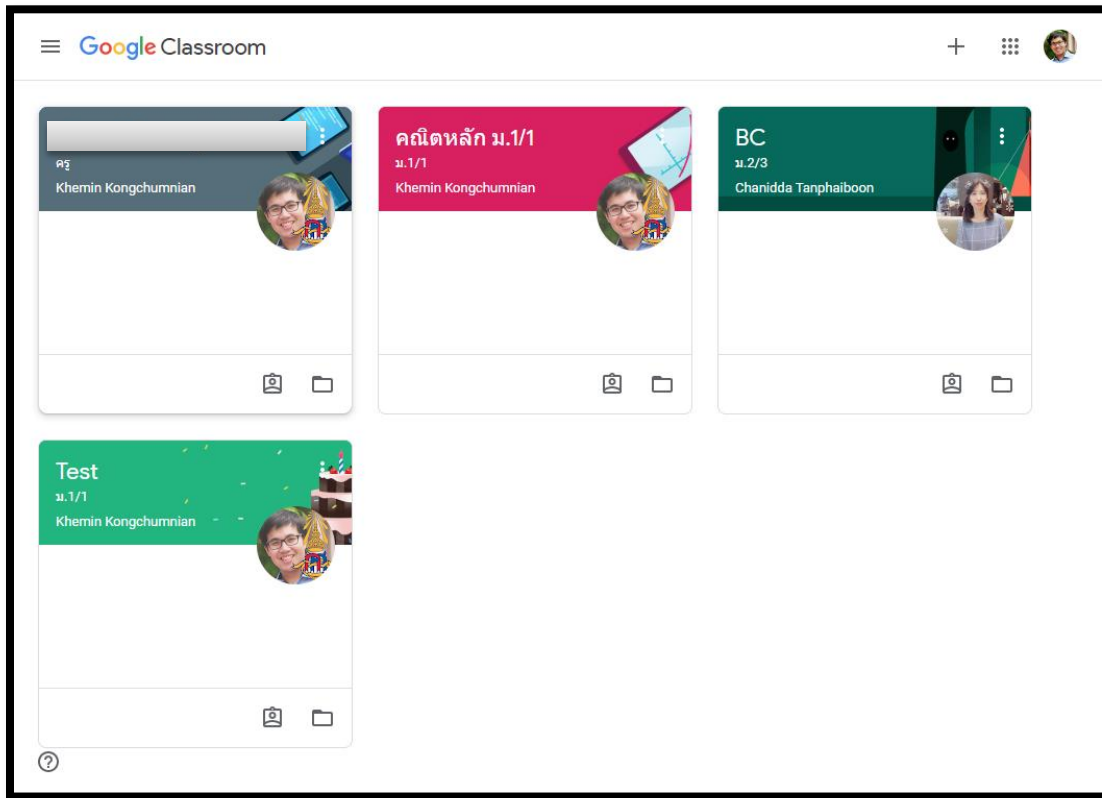 Google Classroom
ครู
Khemin Kongchumnian
คณิตหลัก ม.1/1
ม.1/1
Khemin Kongchumnian
BC
ม.2/3
Chanidda Tanphaiboon
Test
ม.1/1
Khemin Kongchumnian